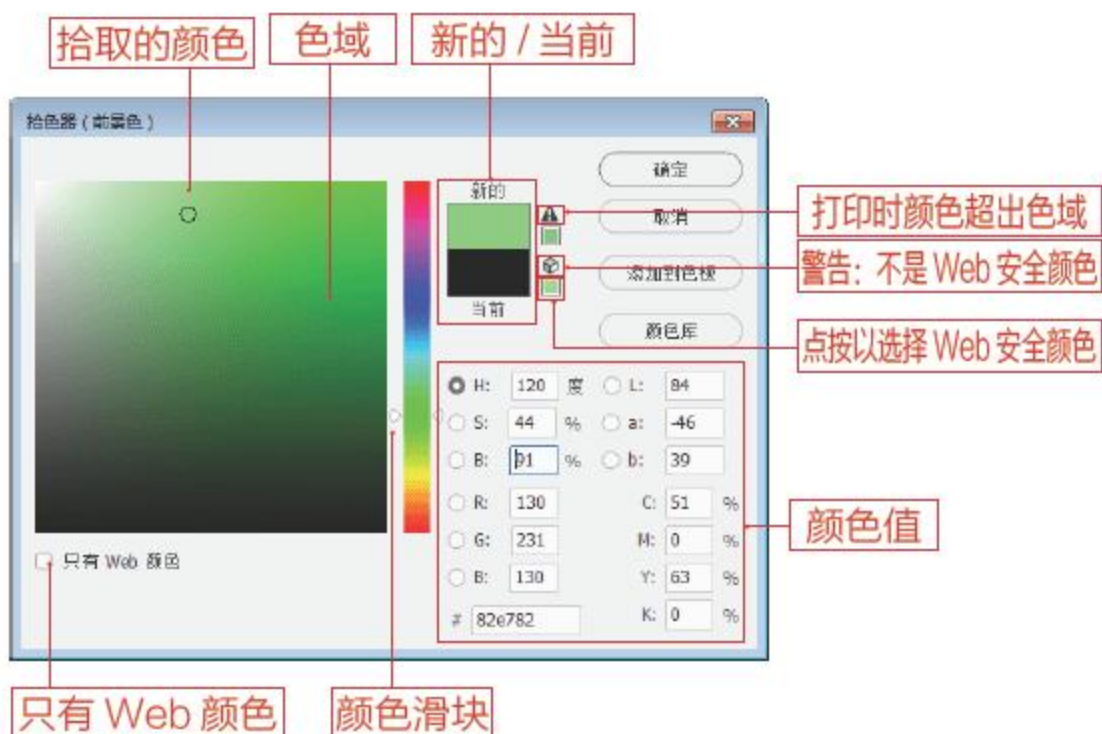 拾取的颜色
色域
新的 / 当前
拾色器（前景色）
新的
当前
确定
取消
添加到色板
颜色库
打印时颜色超出色域
警告：不是 Web 安全颜色
点按以选择 Web 安全颜色
H: 120 度 L: 84
S: 44 % a: -46
B: 91 % b: 39
R: 130 C: 51 %
G: 231 M: 0 %
B: 130 Y: 63 %
# 82e782 K: 0 %
颜色值
只有 Web 颜色
只有 Web 颜色
颜色滑块